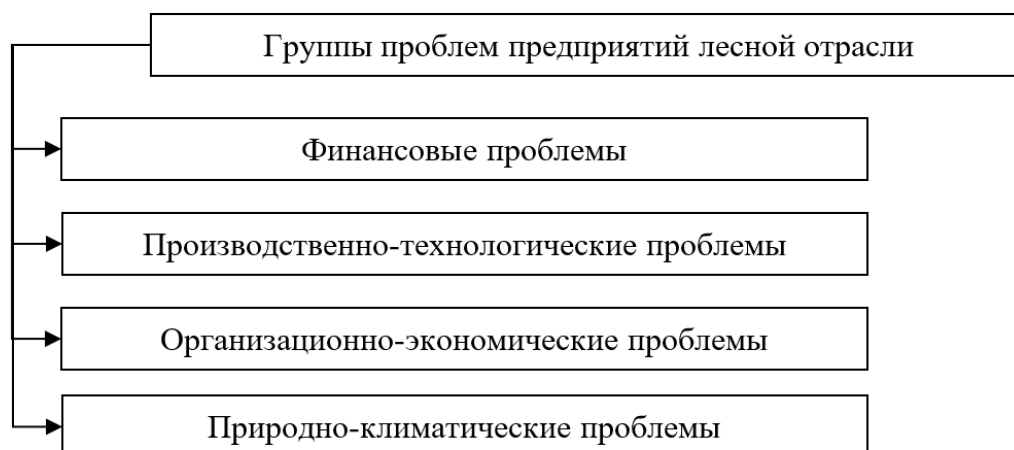 Группы проблем предприятий лесной отрасли
Финансовые проблемы
Производственно-технологические проблемы
Организационно-экономические проблемы
Природно-климатические проблемы